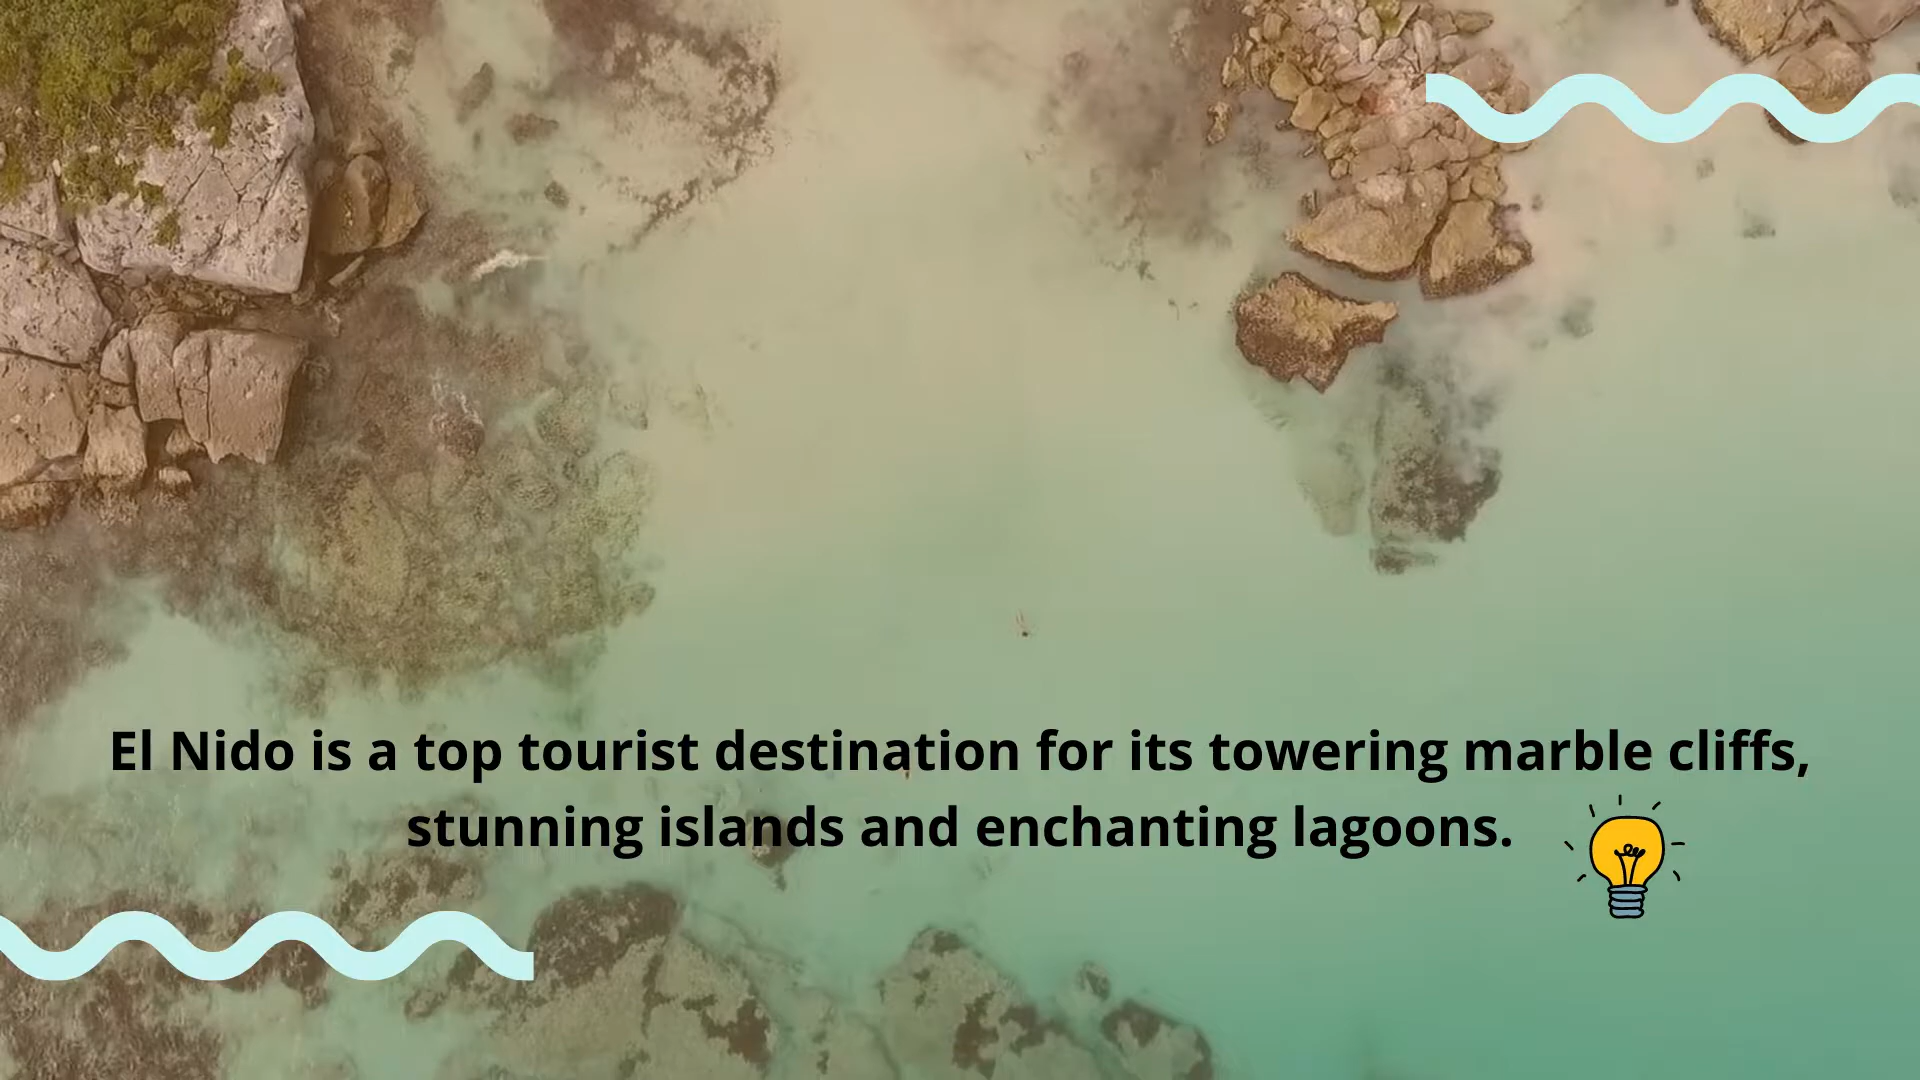 El Nido is a top tourist destination for its towering marble cliffs,
stunning islands and enchanting lagoons.